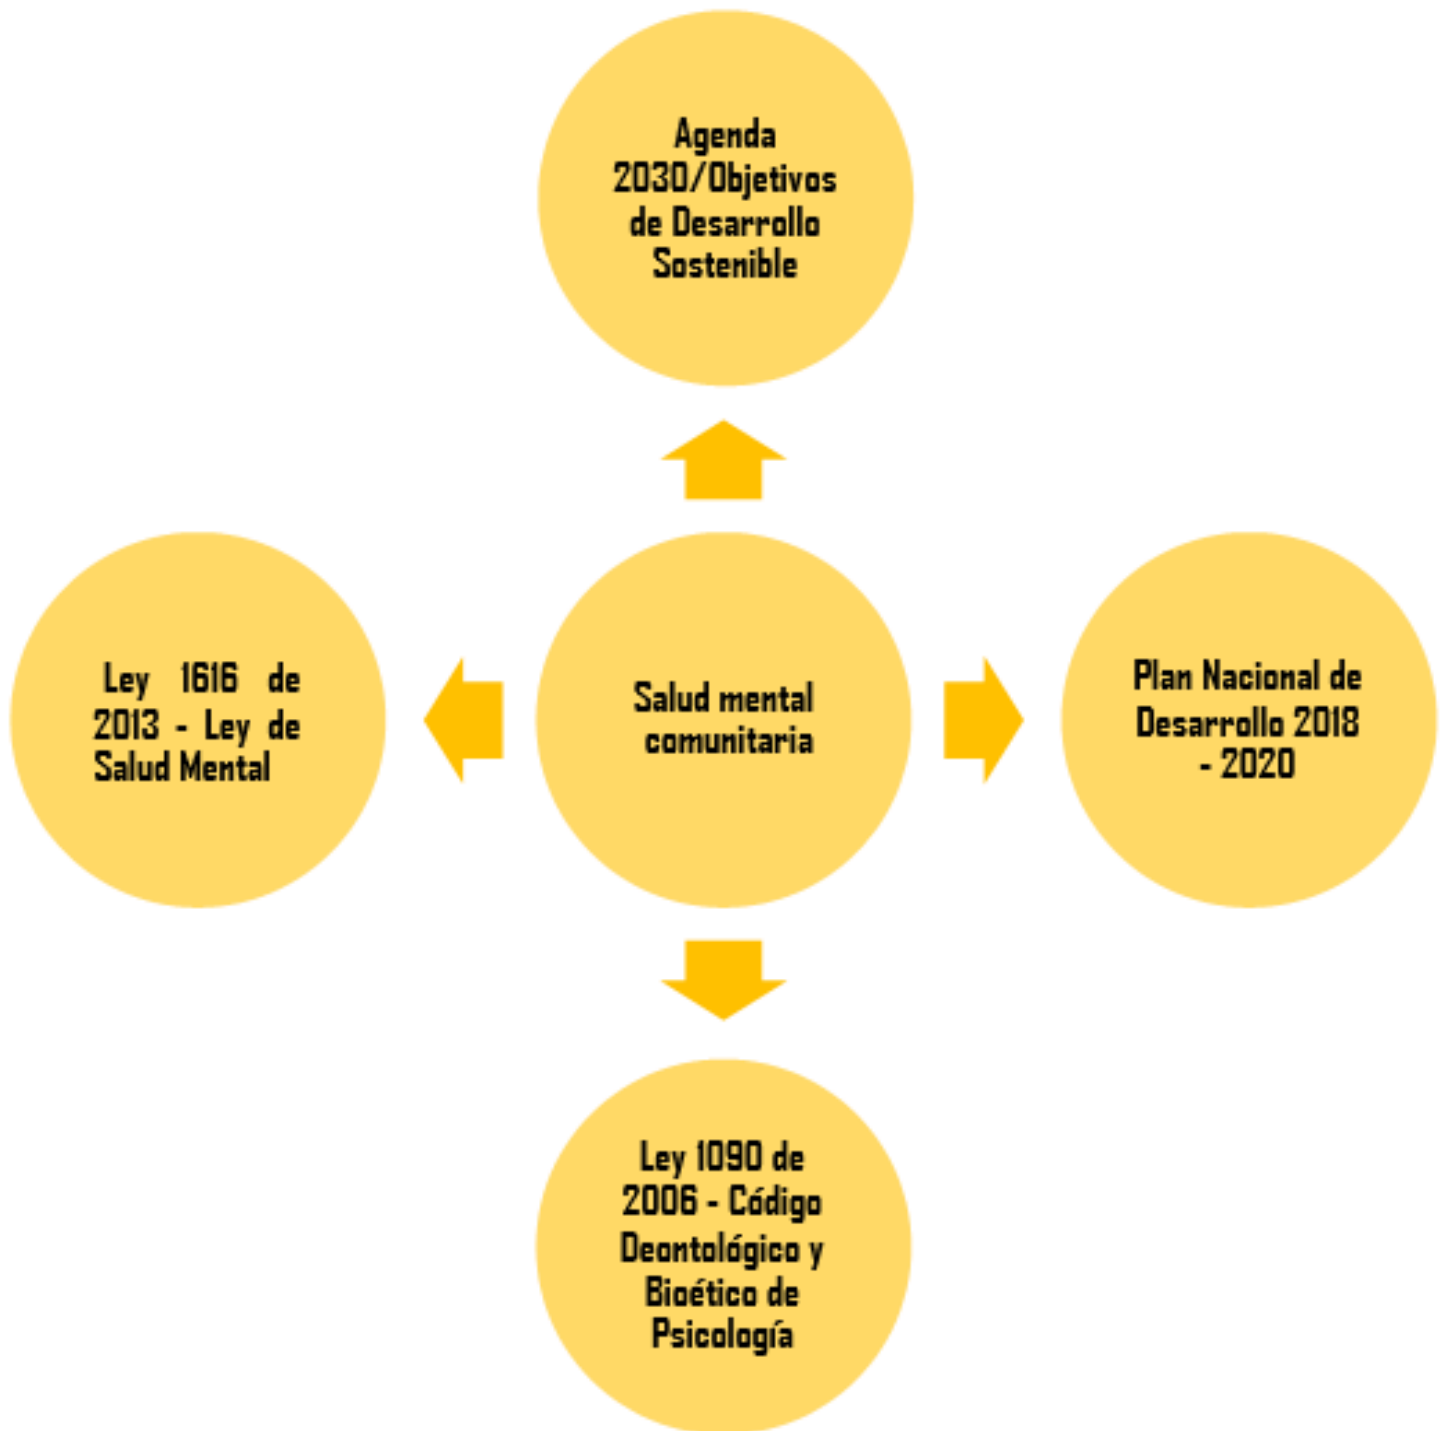 Agenda
2030/Objetivos
de Desarrollo
Sostenible
Ley 1616 de
2013 - Ley de
Salud Mental
Salud mental
comunitaria
Plan Nacional de
Desarrollo 2018
- 2020
Ley 1090 de
2006 - Código
Deontológico y
Bioético de
Psicología